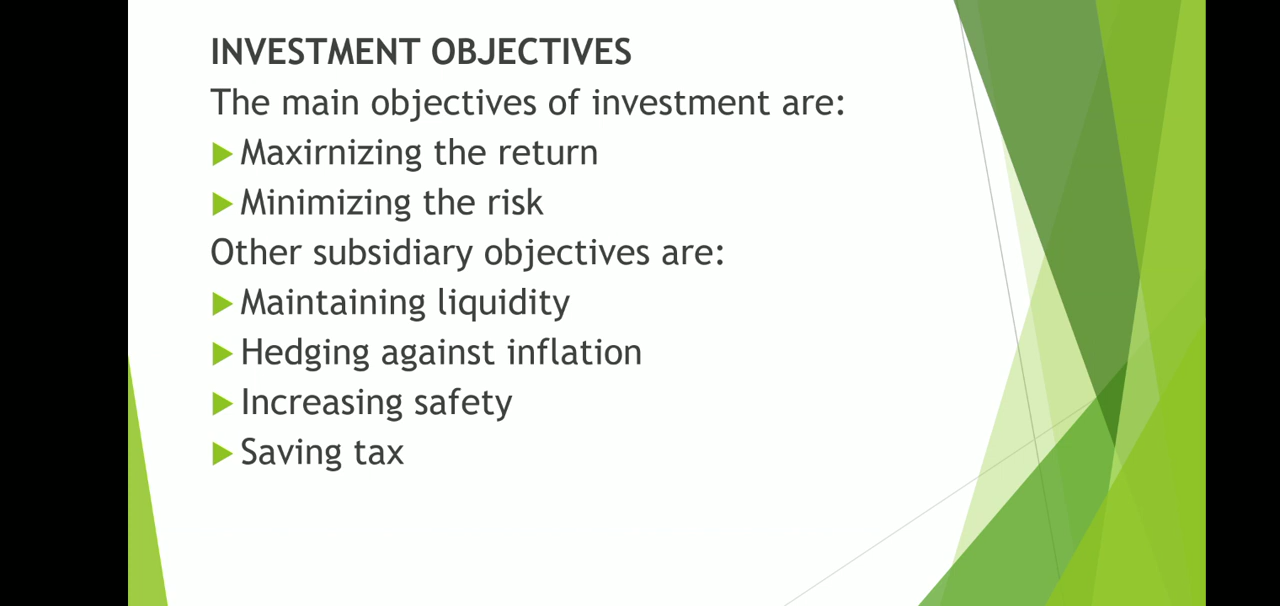 INVESTMENT OBJECTIVES
The main objectives of investment are:
Maxirnizing the return
Minimizing the risk
Other subsidiary objectives are:
Maintaining liquidity
Hedging against inflation
Increasing safety
Saving tax